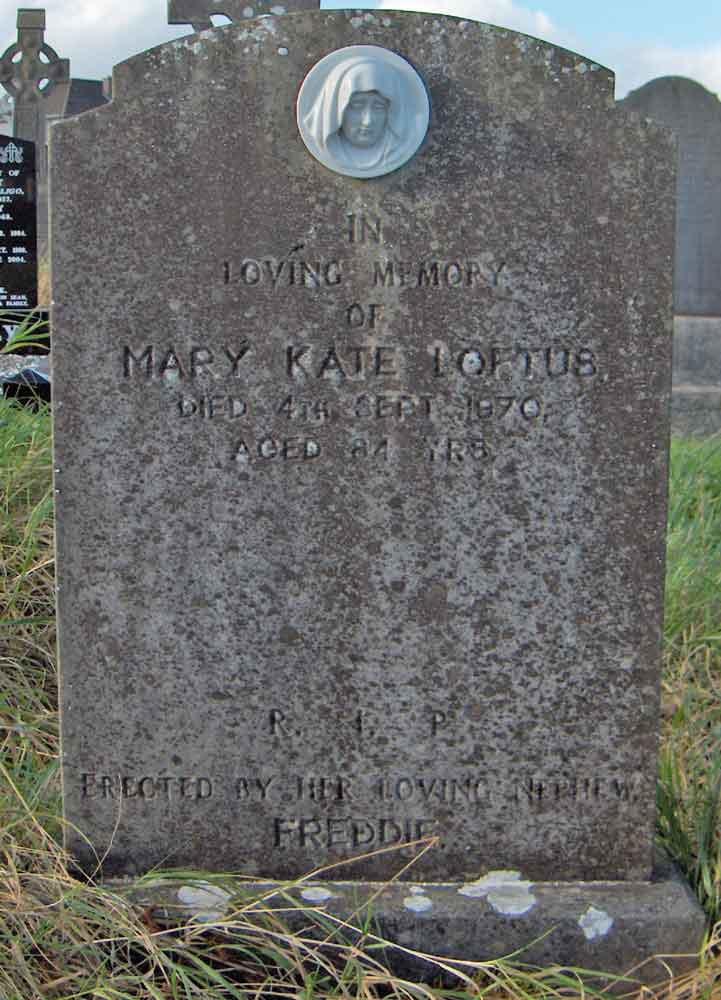 IN
LOVING MEMORY
OF
MARY KATE LOFTUS
DIED 4TH SEPT 1970,
AGED 84 YRS
R. I. P.
ERECTED BY HER LOVING NEPHEW
FREDDIE